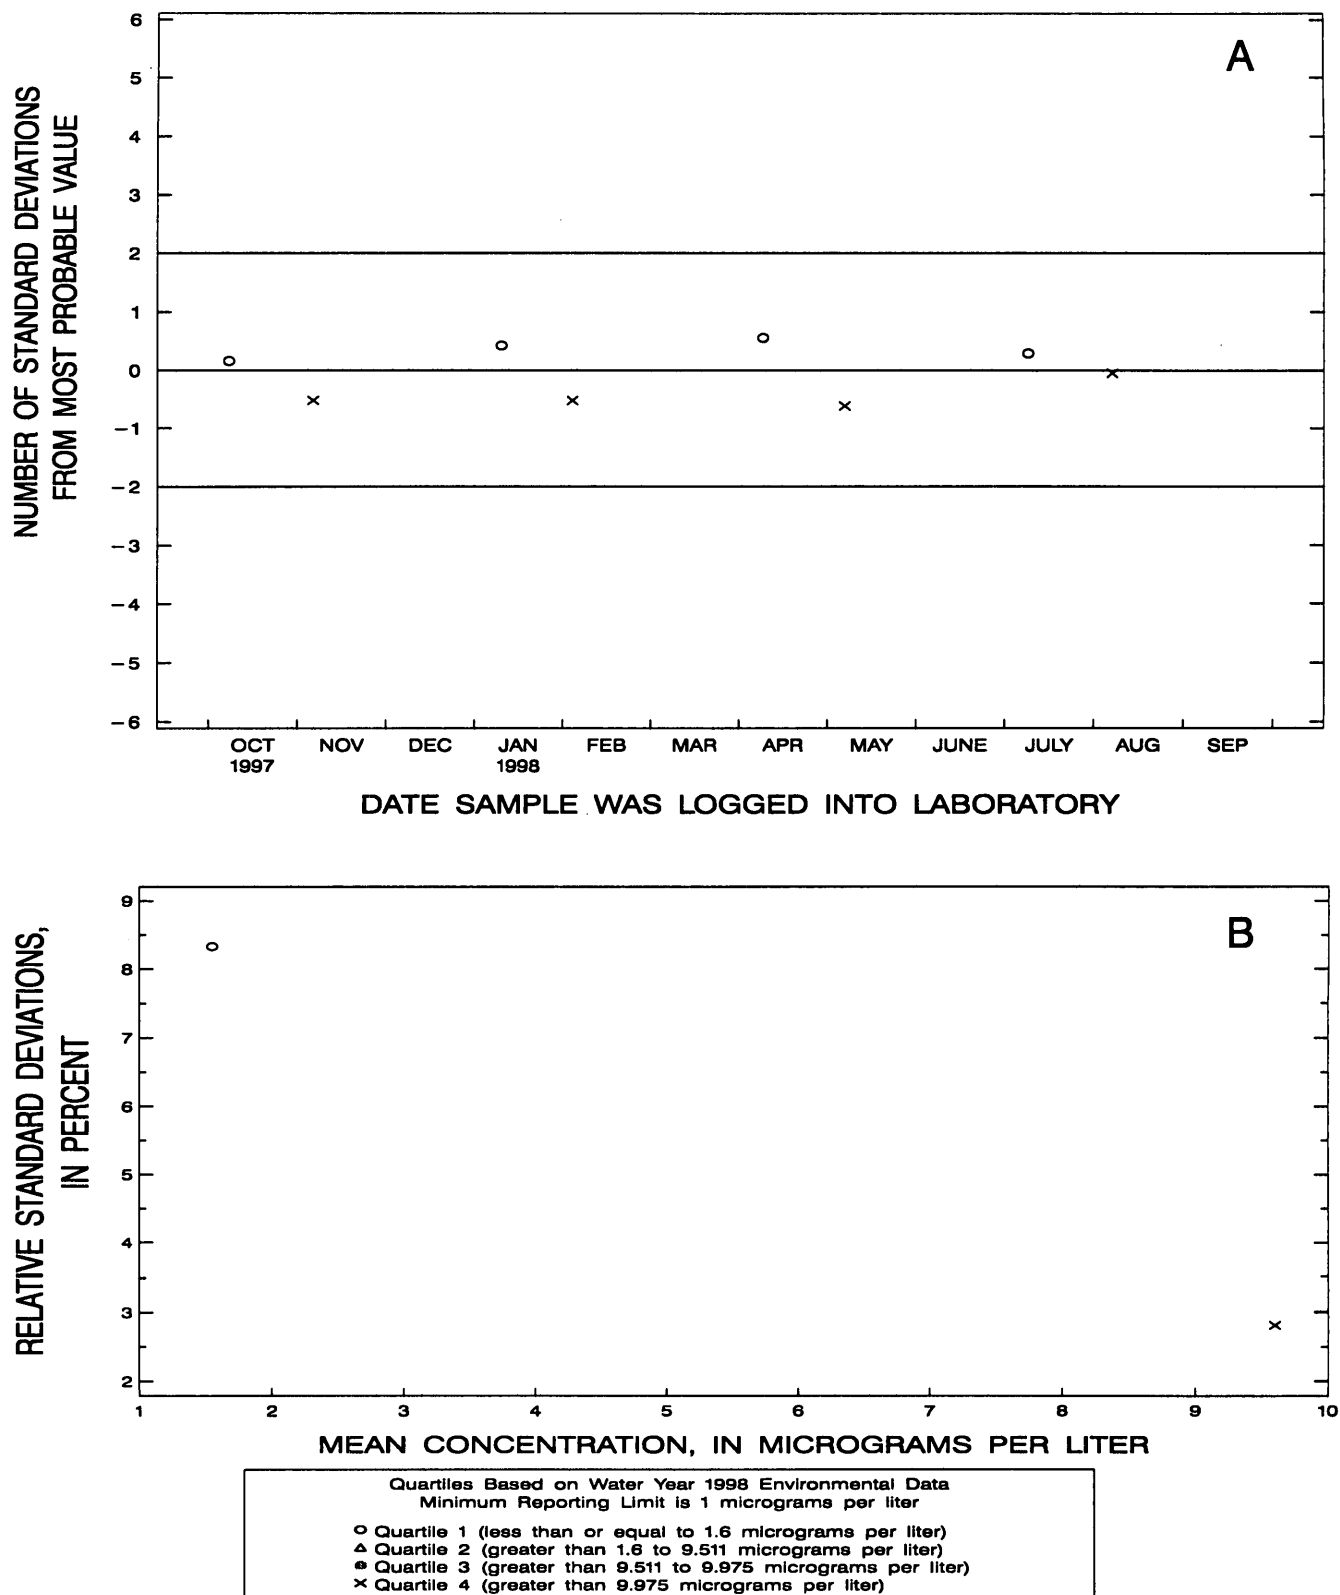 A
NUMBER OF STANDARD DEVIATIONS
FROM MOST PROBABLE VALUE
6
5
4
3
2
1
0
−1
−2
−3
−4
−5
−6
OCT NOV DEC JAN FEB MAR APR MAY JUNE JULY AUG SEP
1997 1998
DATE SAMPLE WAS LOGGED INTO LABORATORY
B
RELATIVE STANDARD DEVIATIONS,
IN PERCENT
9
8
7
6
5
4
3
2
1 2 3 4 5 6 7 8 9 10
MEAN CONCENTRATION, IN MICROGRAMS PER LITER
Quartiles Based on Water Year 1998 Environmental Data
Minimum Reporting Limit is 1 micrograms per liter
Quartile 1 (less than or equal to 1.6 micrograms per liter)
Quartile 2 (greater than 1.6 to 9.511 micrograms per liter)
Quartile 3 (greater than 9.511 to 9.975 micrograms per liter)
Quartile 4 (greater than 9.975 micrograms per liter)